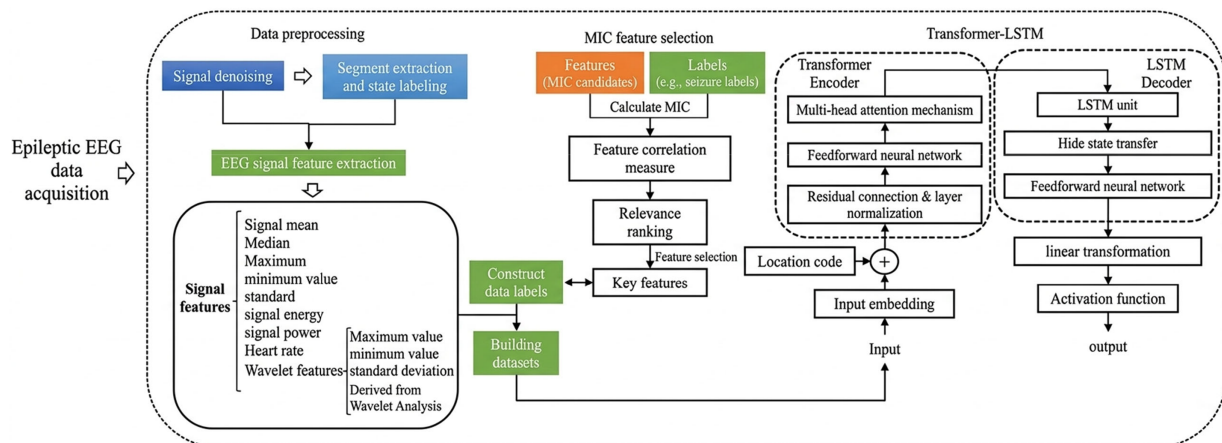 Epileptic EEG
data
acquisition
Data preprocessing
Signal denoising
Segment extraction
and state labeling
EEG signal feature extraction
Signal
features
Signal mean
Median
Maximum
minimum value
standard
signal energy
signal power
Heart rate
Wavelet features
Maximum value
minimum value
standard deviation
Derived from
Wavelet Analysis
MIC feature selection
Features
(MIC candidates)
Labels
(e.g., seizure labels)
Calculate MIC
Feature correlation
measure
Relevance
ranking
Feature selection
Key features
Construct
data labels
Building
datasets
Transformer-LSTM
Transformer
Encoder
Multi-head attention mechanism
Feedforward neural network
Residual connection & layer
normalization
Location code
+
Input embedding
Input
LSTM
Decoder
LSTM unit
Hide state transfer
Feedforward neural network
linear transformation
Activation function
output